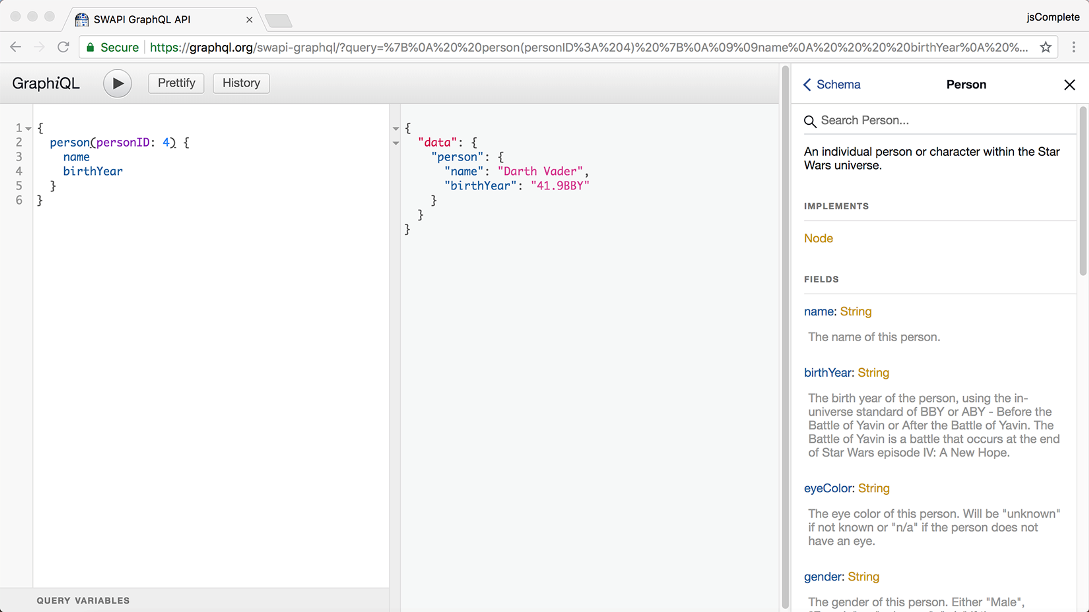 SWAPI GraphQL API
jsComplete
Secure https://graphql.org/swapi-graphql/?query=%7B%0A%20%20person(personID%3A%204)%20%7B%0A%09%09name%0A%20%20%20%20birthYear%0A%20%20%...
GraphiQL Prettify History
1 {
2 person(personID: 4) {
3 name
4 birthYear
5 }
6 }
QUERY VARIABLES
{
"data": {
"person": {
"name": "Darth Vader",
"birthYear": "41.9BBY"
}
}
}
Schema Person
Search Person...
An individual person or character within the Star
Wars universe.
IMPLEMENTS
Node
FIELDS
name: String
The name of this person.
birthYear: String
The birth year of the person, using the in-
universe standard of BBY or ABY - Before the
Battle of Yavin or After the Battle of Yavin. The
Battle of Yavin is a battle that occurs at the end
of Star Wars episode IV: A New Hope.
eyeColor: String
The eye color of this person. Will be "unknown"
if not known or "n/a" if the person does not
have an eye.
gender: String
The gender of this person. Either "Male",